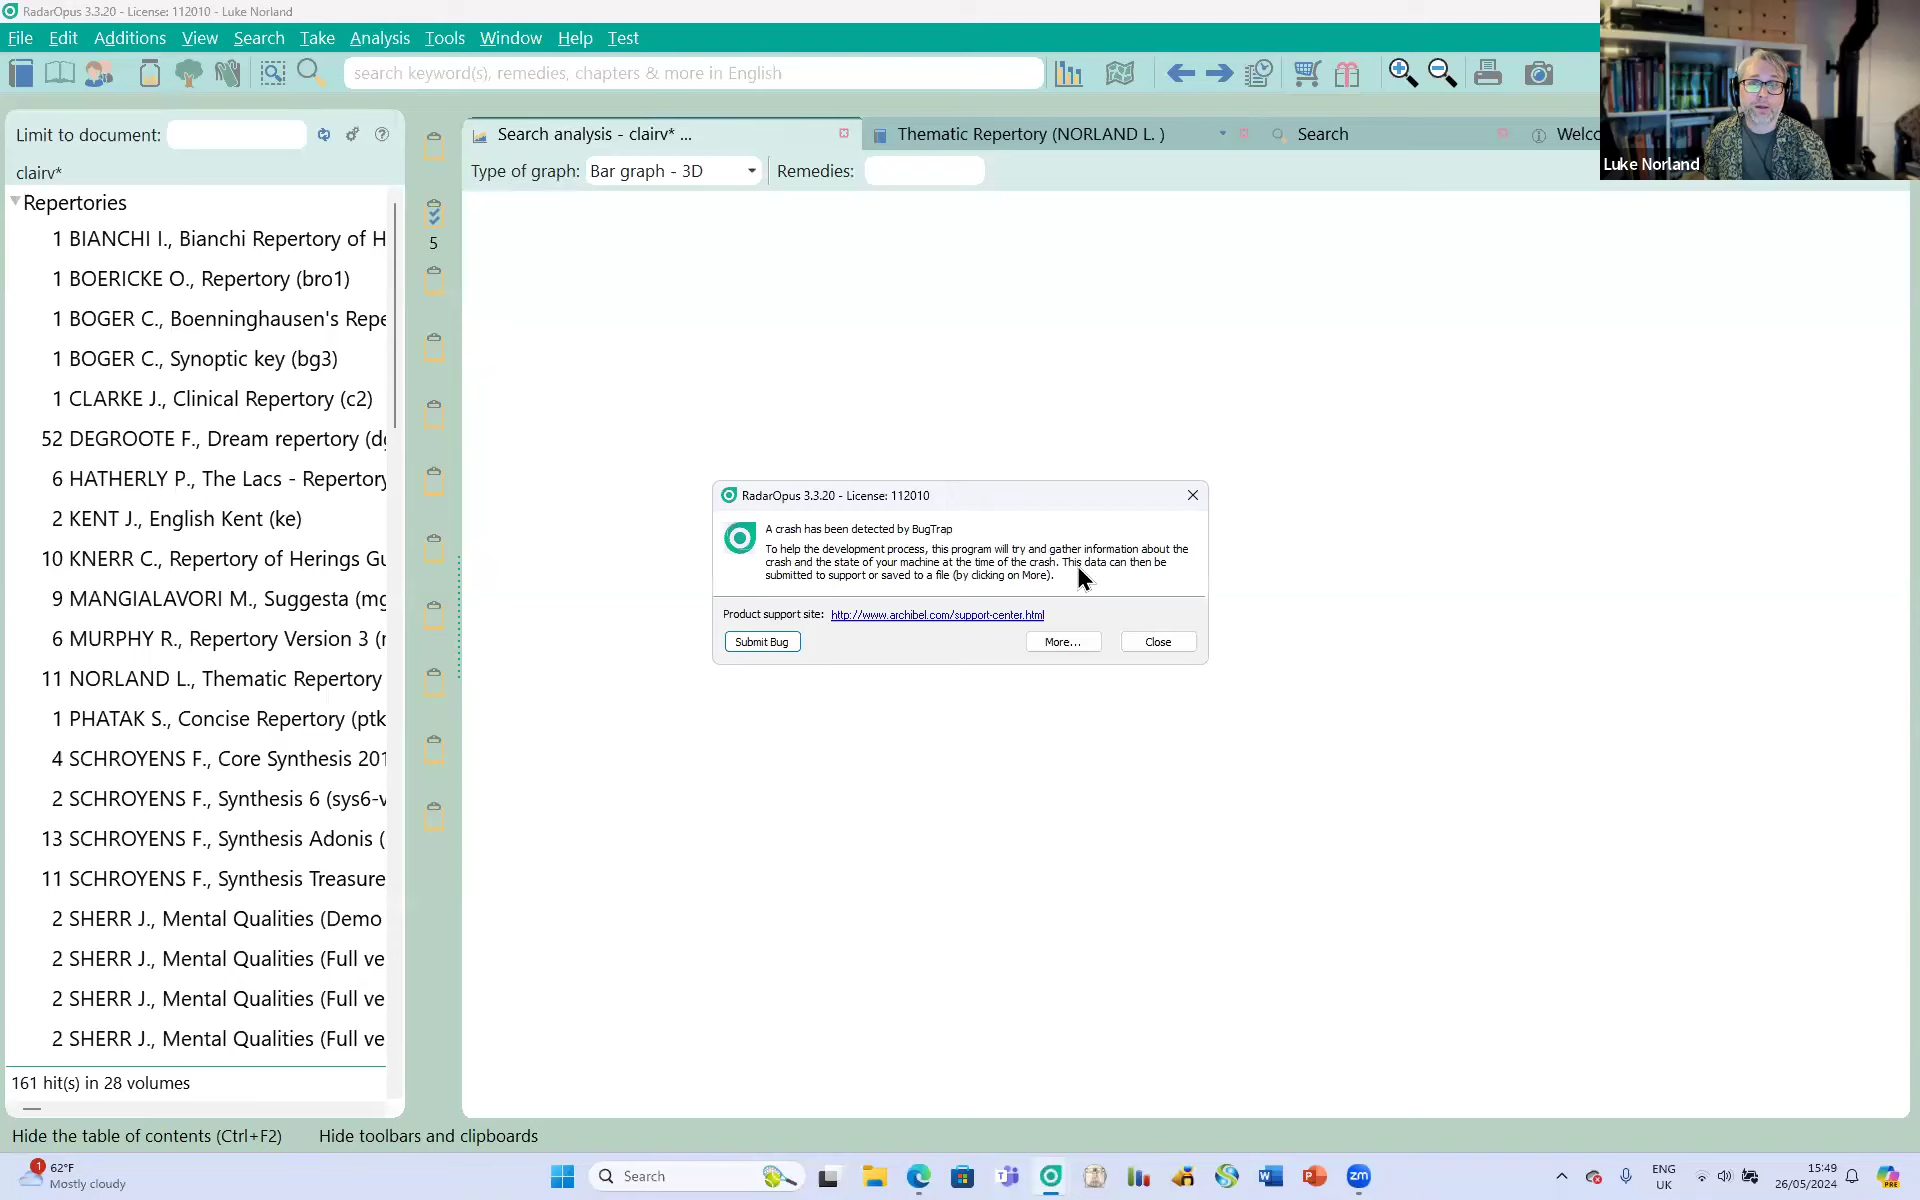 RadarOpus 3.3.20 - License: 112010 - Luke Norland
File Edit Additions View Search Take Analysis Tools Window Help Test
search keyword(s), remedies, chapters & more in English
Luke Norland
Limit to document:
clairv*
Repertories
1 BIANCHI I., Bianchi Repertory of H
1 BOERICKE O., Repertory (bro1)
1 BOGER C., Boenninghausen's Repe
1 BOGER C., Synoptic key (bg3)
1 CLARKE J., Clinical Repertory (c2)
52 DEGROOTE F., Dream repertory (dg
6 HATHERLY P., The Lacs - Repertory
2 KENT J., English Kent (ke)
10 KNERR C., Repertory of Herings Gu
9 MANGIALAVORI M., Suggesta (mg
6 MURPHY R., Repertory Version 3 (r
11 NORLAND L., Thematic Repertory
1 PHATAK S., Concise Repertory (ptk
4 SCHROYENS F., Core Synthesis 201
2 SCHROYENS F., Synthesis 6 (sys6-v
13 SCHROYENS F., Synthesis Adonis (
11 SCHROYENS F., Synthesis Treasure
2 SHERR J., Mental Qualities (Demo
2 SHERR J., Mental Qualities (Full ve
2 SHERR J., Mental Qualities (Full ve
2 SHERR J., Mental Qualities (Full ve
161 hit(s) in 28 volumes
5
Search analysis - clairv* ... Thematic Repertory (NORLAND L. ) Search Welco
Type of graph: Bar graph - 3D Remedies:
RadarOpus 3.3.20 - License: 112010
A crash has been detected by BugTrap
To help the development process, this program will try and gather information about the
crash and the state of your machine at the time of the crash. This data can then be
submitted to support or saved to a file (by clicking on More).
Product support site: http://www.archibel.com/support-center.html
Submit Bug More... Close
Hide the table of contents (Ctrl+F2) Hide toolbars and clipboards
1
62°F
Mostly cloudy
Search
zm
ENG
UK
15:49
26/05/2024
PRE